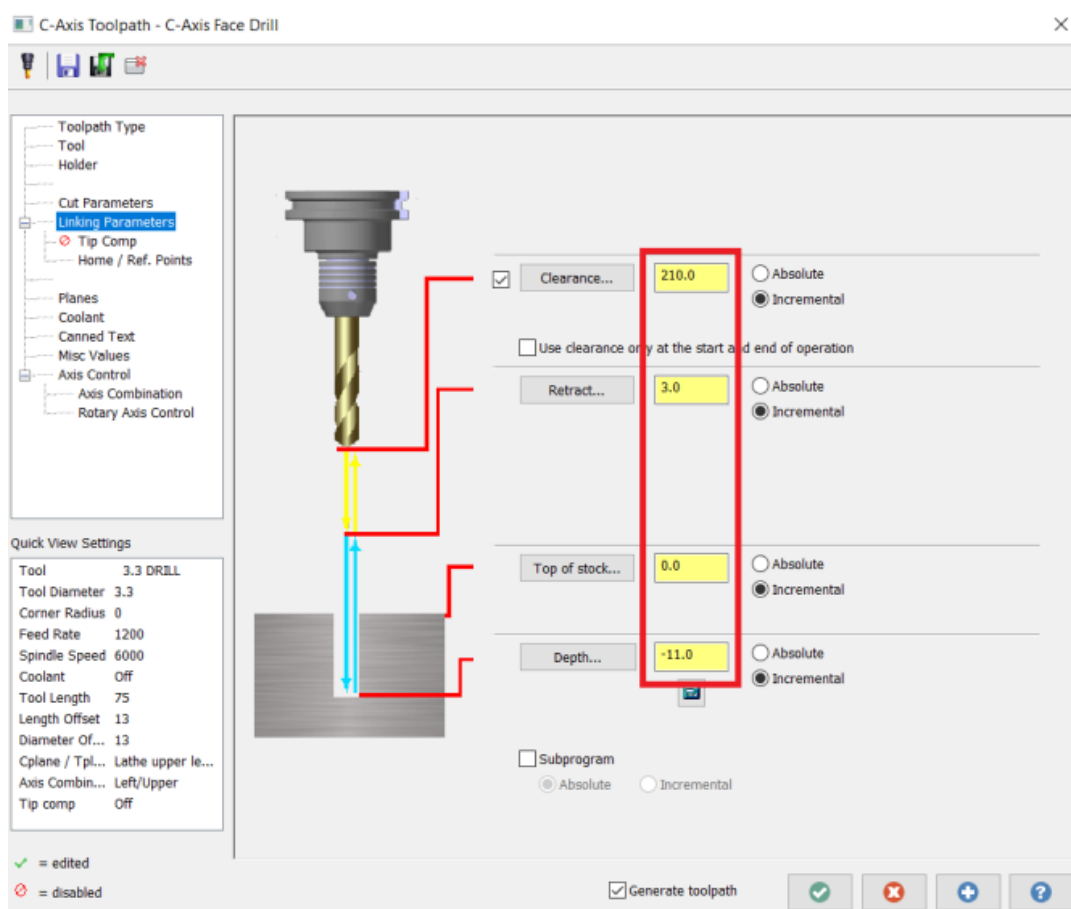 C-Axis Toolpath - C-Axis Face Drill
Toolpath Type
Tool
Holder
Cut Parameters
Linking Parameters
Tip Comp
Home / Ref. Points
Planes
Coolant
Canned Text
Misc Values
Axis Control
Axis Combination
Rotary Axis Control
Quick View Settings
Tool 3.3 DRILL
Tool Diameter 3.3
Corner Radius 0
Feed Rate 1200
Spindle Speed 6000
Coolant Off
Tool Length 75
Length Offset 13
Diameter Of... 13
Cplane / Tpl... Lathe upper le...
Axis Combin... Left/Upper
Tip comp Off
= edited
= disabled
Clearance... 210.0 Absolute
Incremental
Use clearance only at the start and end of operation
Retract... 3.0 Absolute
Incremental
Top of stock... 0.0 Absolute
Incremental
Depth... -11.0 Absolute
Incremental
Subprogram
Absolute Incremental
Generate toolpath